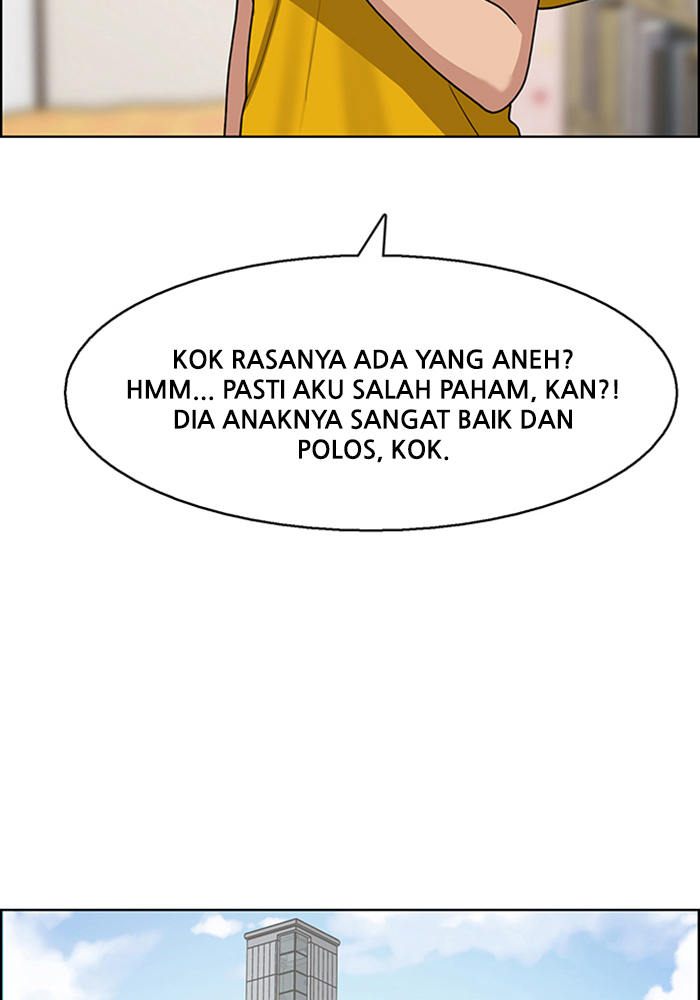 KOK RASANYA ADA YANG ANEH?
HMM... PASTI AKU SALAH PAHAM, KAN?!
DIA ANAKNYA SANGAT BAIK DAN
POLOS, KOK.